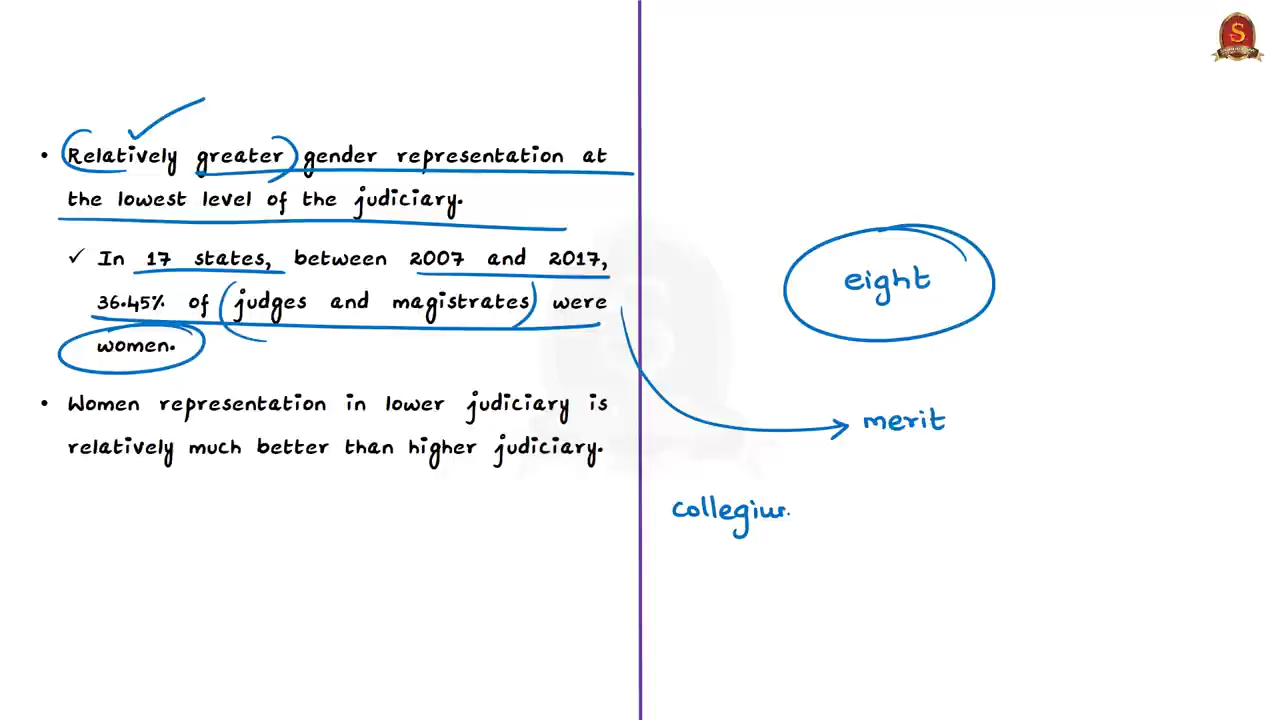 • Relatively greater gender representation at
the lowest level of the judiciary.
✓ In 17 states, between 2007 and 2017,
36.45% of judges and magistrates were
women.
• Women representation in lower judiciary is
relatively much better than higher judiciary.
eight
merit
collegiu
S